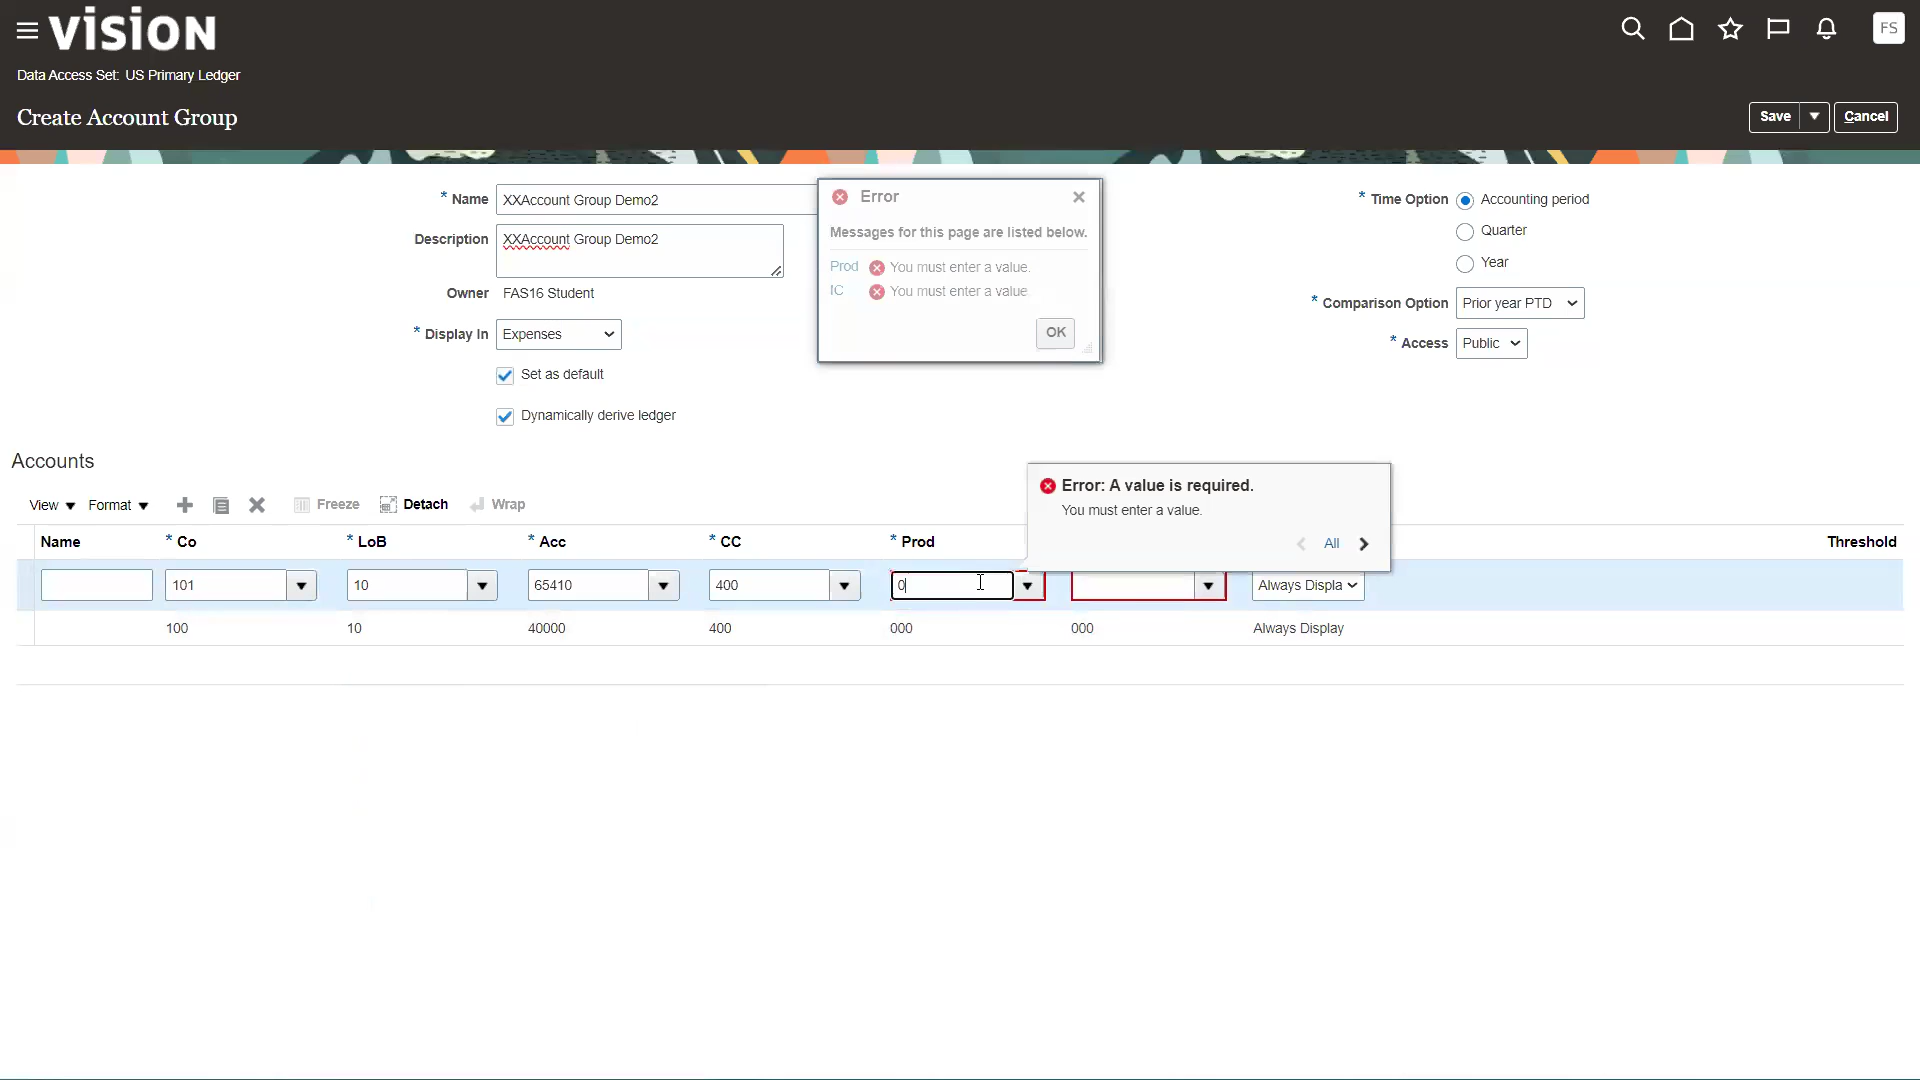 VISION
FS
Data Access Set: US Primary Ledger
Create Account Group
Save
Cancel
* Name XXAccount Group Demo2
Description XXAccount Group Demo2
Owner FAS16 Student
* Display In Expenses
Set as default
Dynamically derive ledger
Error
Messages for this page are listed below.
Prod You must enter a value.
IC You must enter a value
OK
* Time Option Accounting period
Quarter
Year
* Comparison Option Prior year PTD
* Access Public
Accounts
View Format Freeze Detach Wrap
Error: A value is required.
You must enter a value.
All
Name * Co * LoB * Acc * CC * Prod Threshold
101 10 65410 400 0 Always Displa
100 10 40000 400 000 000 Always Display